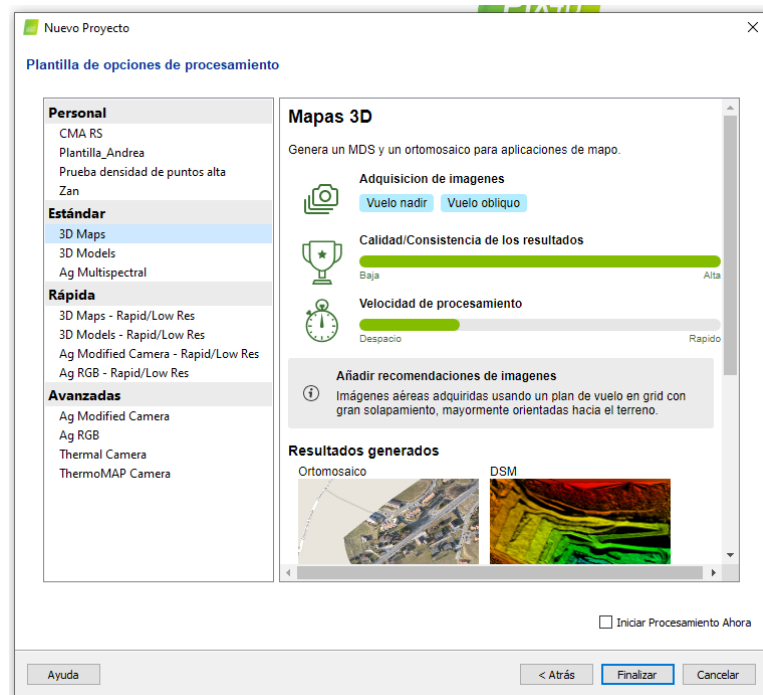 Nuevo Proyecto
Plantilla de opciones de procesamiento
Personal
CMA RS
Plantilla_Andrea
Prueba densidad de puntos alta
Zan
Estándar
3D Maps
3D Models
Ag Multispectral
Rápida
3D Maps - Rapid/Low Res
3D Models - Rapid/Low Res
Ag Modified Camera - Rapid/Low Res
Ag RGB - Rapid/Low Res
Avanzadas
Ag Modified Camera
Ag RGB
Thermal Camera
ThermoMAP Camera
Mapas 3D
Genera un MDS y un ortomosaico para aplicaciones de mapo.
Adquisicion de imagenes
Vuelo nadir Vuelo obliquo
Calidad/Consistencia de los resultados
Baja Alta
Velocidad de procesamiento
Despacio Rapido
Añadir recomendaciones de imagenes
Imágenes aéreas adquiridas usando un plan de vuelo en grid con
gran solapamiento, mayormente orientadas hacia el terreno.
Resultados generados
Ortomosaico DSM
Iniciar Procesamiento Ahora
Ayuda < Atrás Finalizar Cancelar